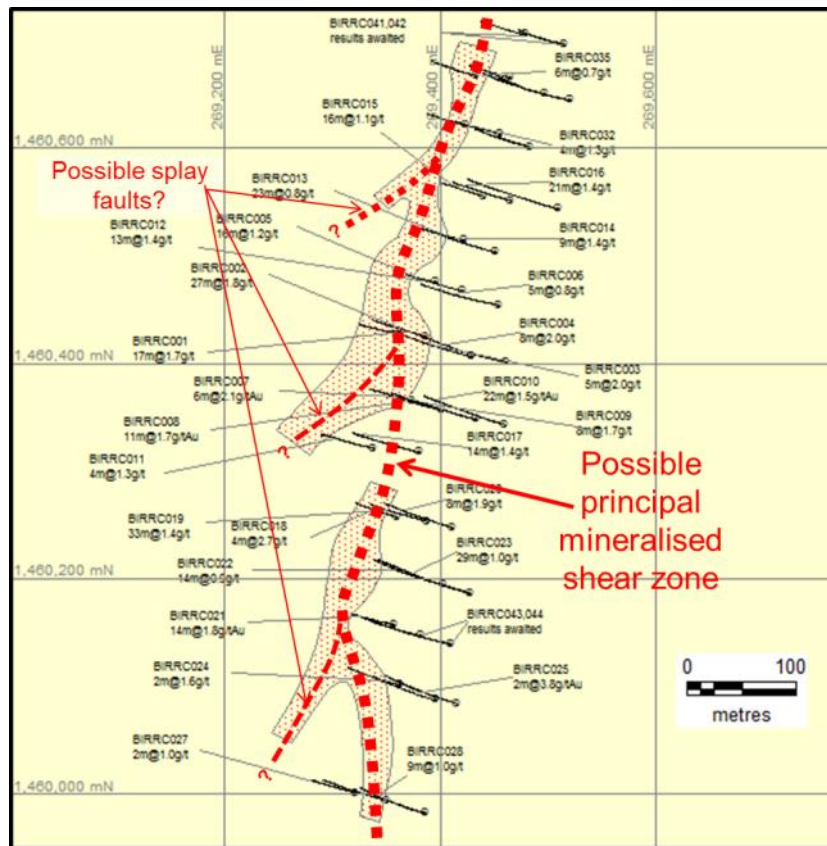 BIRRC041,042
results awaited
269,200 mE
269,400 mE
269,600 mE
BIRRC035
6m@0.7g/t
BIRRC015
16m@1.1g/t
1,460,600 mN
BIRRC032
4m@1.3g/t
Possible splay
faults?
BIRRC013
23m@0.8g/t
BIRRC016
21m@1.4g/t
BIRRC012
13m@1.4g/t
BIRRC005
16m@1.2g/t
?
BIRRC014
9m@1.4g/t
BIRRC002
27m@1.8g/t
BIRRC006
5m@0.8g/t
BIRRC004
8m@2.0g/t
BIRRC001
17m@1.7g/t
1,460,400 mN
BIRRC003
5m@2.0g/t
BIRRC007
6m@2.1g/tAu
BIRRC010
22m@1.5g/tAu
BIRRC008
11m@1.7g/tAu
BIRRC009
8m@1.7g/t
BIRRC017
14m@1.4g/t
?
BIRRC011
4m@1.3g/t
Possible
principal
mineralised
shear zone
8m@1.9g/t
BIRRC019
33m@1.4g/t
BIRRC018
4m@2.7g/t
BIRRC023
29m@1.0g/t
BIRRC022
14m@0.9g/t
1,460,200 mN
BIRRC021
14m@1.8g/tAu
BIRRC043,044
results awaited
BIRRC024
2m@1.6g/t
BIRRC025
2m@3.8g/tAu
0 100
metres
?
BIRRC027
2m@1.0g/t
BIRRC028
9m@1.0g/t
1,460,000 mN